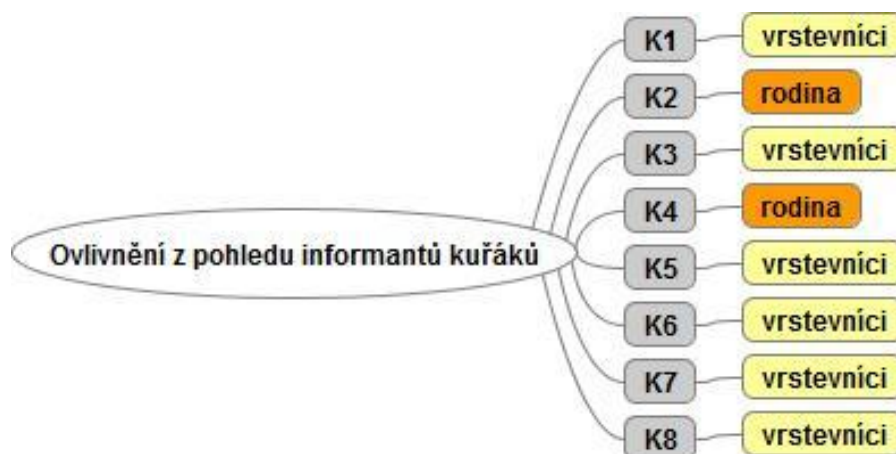 Ovlivnění z pohledu informantů kuřáků
K1 vrstevníci
K2 rodina
K3 vrstevníci
K4 rodina
K5 vrstevníci
K6 vrstevníci
K7 vrstevníci
K8 vrstevníci